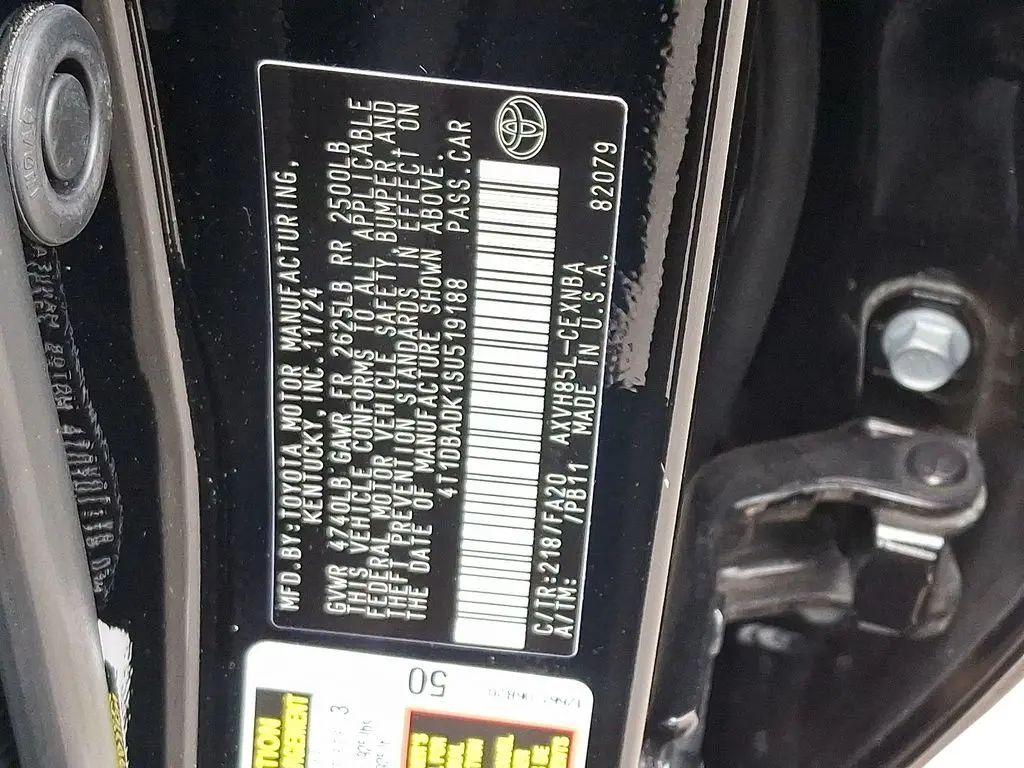 MFD.BY:TOYOTA MOTOR MANUFACTURING,
KENTUCKY,INC.11/24
GVWR 4740LB GAWR FR 2625LB RR 2500LB
THIS VEHICLE CONFORMS TO ALL APPLICABLE
FEDERAL MOTOR VEHICLE SAFETY, BUMPER, AND
THEFT PREVENTION STANDARDS IN EFFECT ON
THE DATE OF MANUFACTURE SHOWN ABOVE.
4T1DBADK1SU519188 PASS.CAR
C/TR:218/FA20 AXVH85L-CEXNBA
A/TM: /PB11 MADE IN U.S.A. 82079
50
3